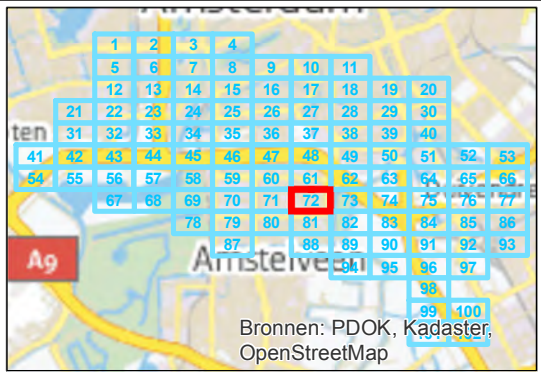 Amsterdam
1 2 3 4
5 6 7 8 9 10 11
12 13 14 15 16 17 18 19 20
21 22 23 24 25 26 27 28 29 30
ten 31 32 33 34 35 36 37 38 39 40
41 42 43 44 45 46 47 48 49 50 51 52 53
54 55 56 57 58 59 60 61 62 63 64 65 66
67 68 69 70 71 72 73 74 75 76 77
78 79 80 81 82 83 84 85 86
A9 Amstelveen 87 88 89 90 91 92 93
94 95 96 97
98
99 100
Bronnen: PDOK, Kadaster,
OpenStreetMap